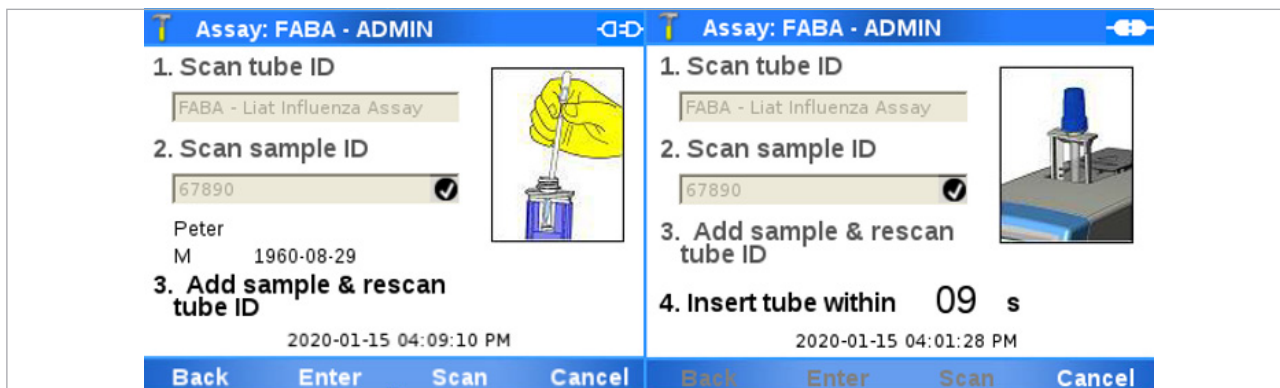 Assay: FABA - ADMIN
1. Scan tube ID
FABA - Liat Influenza Assay
2. Scan sample ID
67890
Peter
M 1960-08-29
3. Add sample & rescan
tube ID
2020-01-15 04:09:10 PM
Back Enter Scan Cancel
Assay: FABA - ADMIN
1. Scan tube ID
FABA - Liat Influenza Assay
2. Scan sample ID
67890
3. Add sample & rescan
tube ID
4. Insert tube within 09 s
2020-01-15 04:01:28 PM
Back Enter Scan Cancel